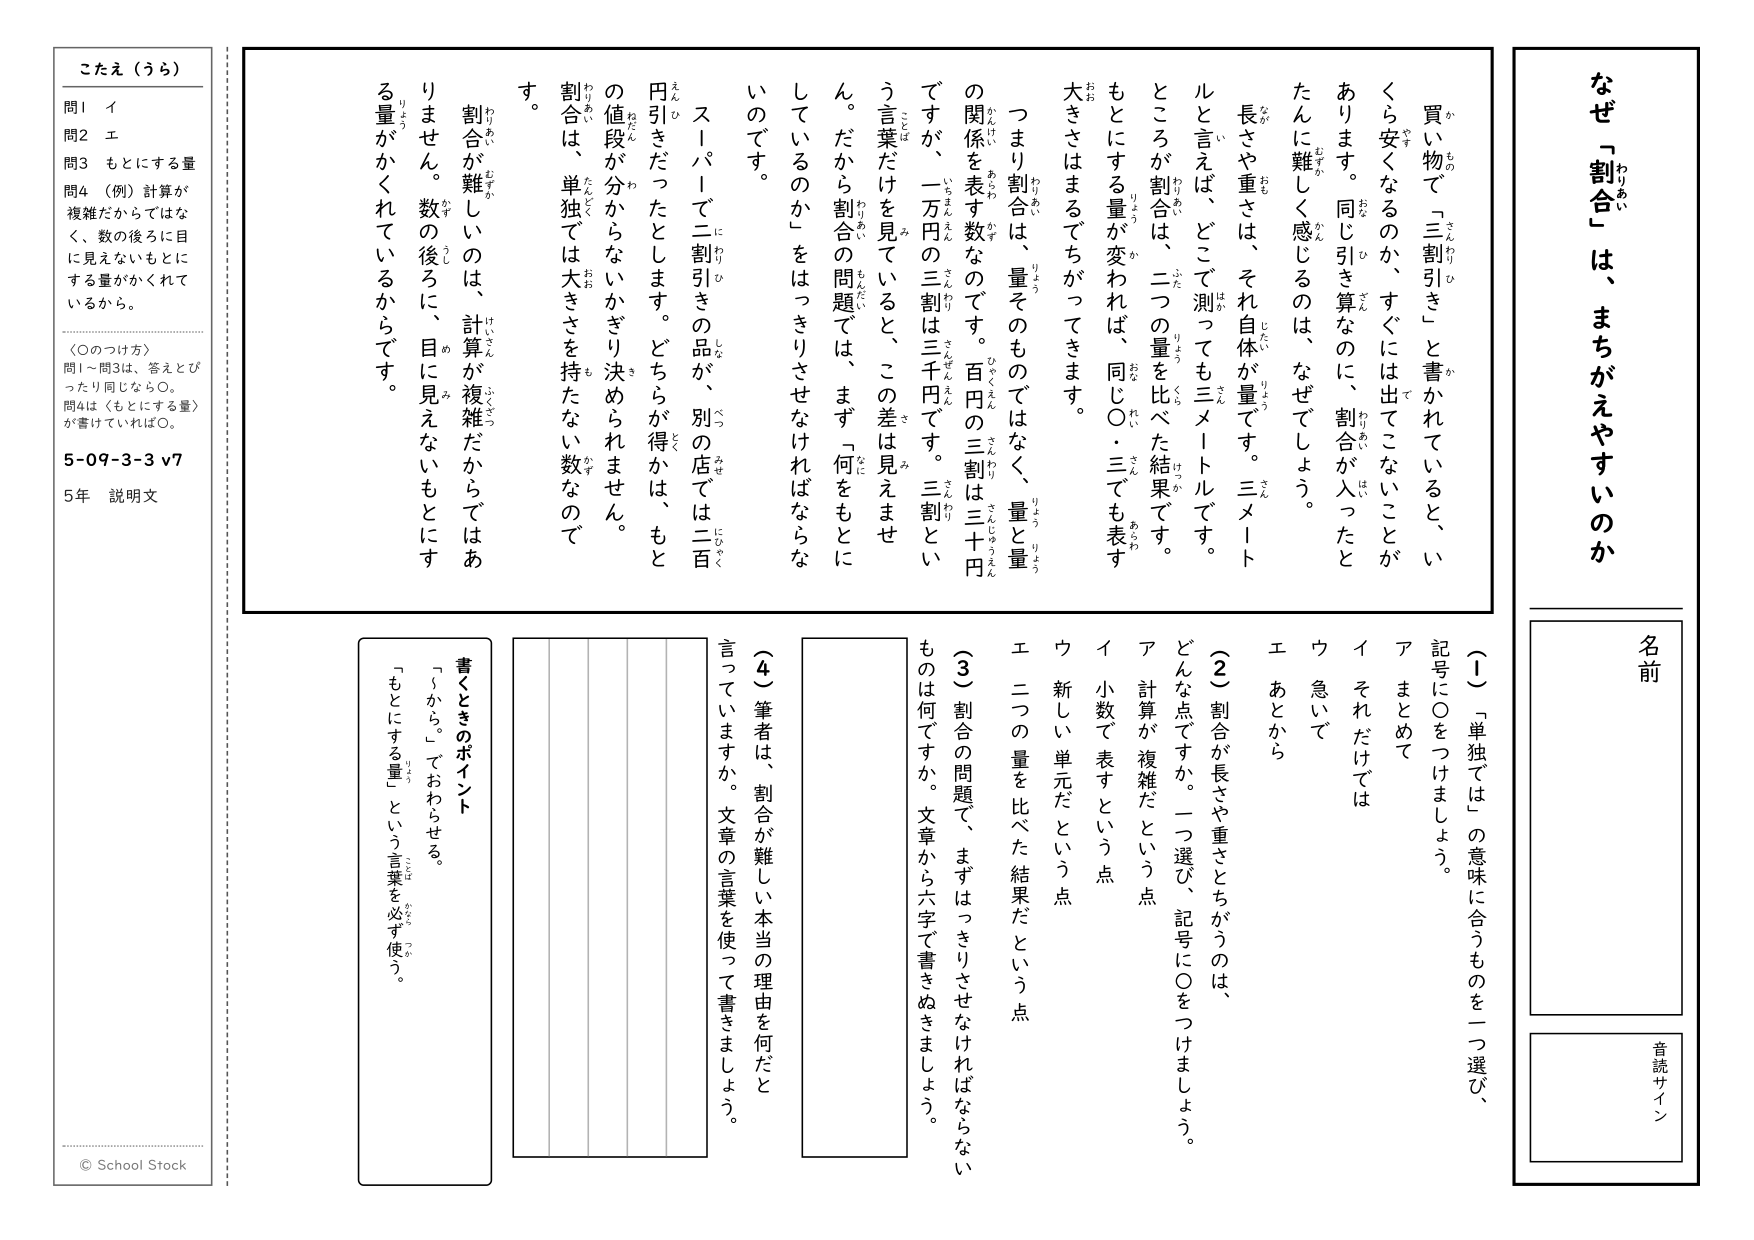 なぜ「割合」は、まちがえやすいのか
名前
音読サイン
買い物で「三割引き」と書かれていると、い
くら安くなるのか、すぐには出てこないことが
あります。同じ引き算なのに、割合が入ったと
たんに難しく感じるのは、なぜでしょう。
長さや重さは、それ自体が量です。三メート
ルと言えば、どこで測っても三メートルです。
ところが割合は、二つの量を比べた結果です。
もとにする量が変われば、同じ〇・三でも表す
大きさはまるでちがってきます。
つまり割合は、量そのものではなく、量と量
の関係を表す数なのです。百円の三割は三十円
ですが、一万円の三割は三千円です。三割とい
う言葉だけを見ていると、この差は見えませ
ん。だから割合の問題では、まず「何をもとに
しているのか」をはっきりさせなければならな
いのです。
スーパーで二割引きの品が、別の店では二百
円引きだったとします。どちらが得かは、もと
の値段が分からないかぎり決められません。
割合は、単独では大きさを持たない数なので
す。
割合が難しいのは、計算が複雑だからではあ
りません。数の後ろに、目に見えないもとにす
る量がかくれているからです。
(1)「単独では」の意味に合うものを一つ選び、
記号に〇をつけましょう。
ア まとめて
イ それだけでは
ウ 急いで
エ あとから
(2)割合が長さや重さとちがうのは、
どんな点ですか。一つ選び、記号に〇をつけましょう。
ア 計算が複雑だという点
イ 小数で表すという点
ウ 新しい単元だという点
エ 二つの量を比べた結果だという点
(3)割合の問題で、まずはっきりさせなければならない
ものは何ですか。文章から六字で書きぬきましょう。
(4)筆者は、割合が難しい本当の理由を何だと
言っていますか。文章の言葉を使って書きましょう。
書くときのポイント
「〜から。」でおわらせる。
「もとにする量」という言葉を必ず使う。
こたえ(うら)
問1 イ
問2 エ
問3 もとにする量
問4 (例)計算が
複雑だからではな
く、数の後ろに目
に見えないもとに
する量がかくれて
いるから。
〈〇のつけ方〉
問1〜問3は、答えとぴ
ったり同じなら〇。
問4は〈もとにする量〉
が書けていれば〇。
5-09-3-3 v7
5年 説明文
© School Stock